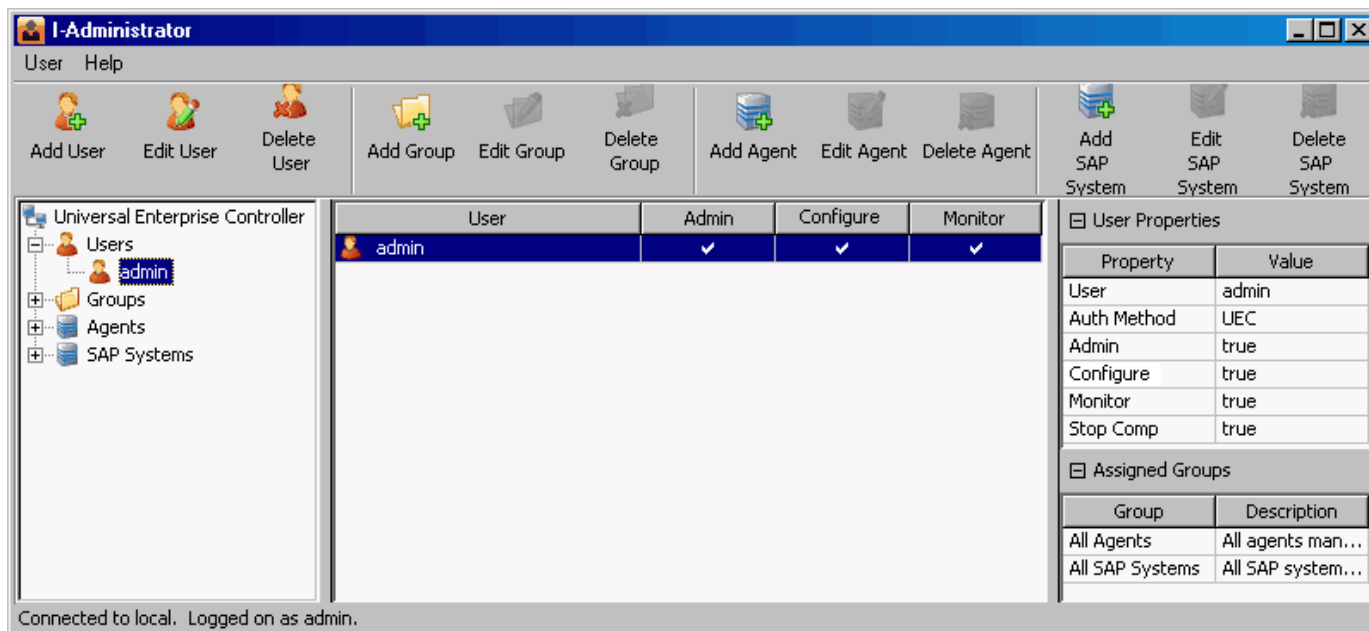 I-Administrator
User Help
Add User
Edit User
Delete
User
Add Group
Edit Group
Delete
Group
Add Agent
Edit Agent
Delete Agent
Add
SAP
System
Edit
SAP
System
Delete
SAP
System
Universal Enterprise Controller
Users
admin
Groups
Agents
SAP Systems
User Admin Configure Monitor
admin
User Properties
Property Value
User admin
Auth Method UEC
Admin true
Configure true
Monitor true
Stop Comp true
Assigned Groups
Group Description
All Agents All agents man...
All SAP Systems All SAP system...
Connected to local. Logged on as admin.